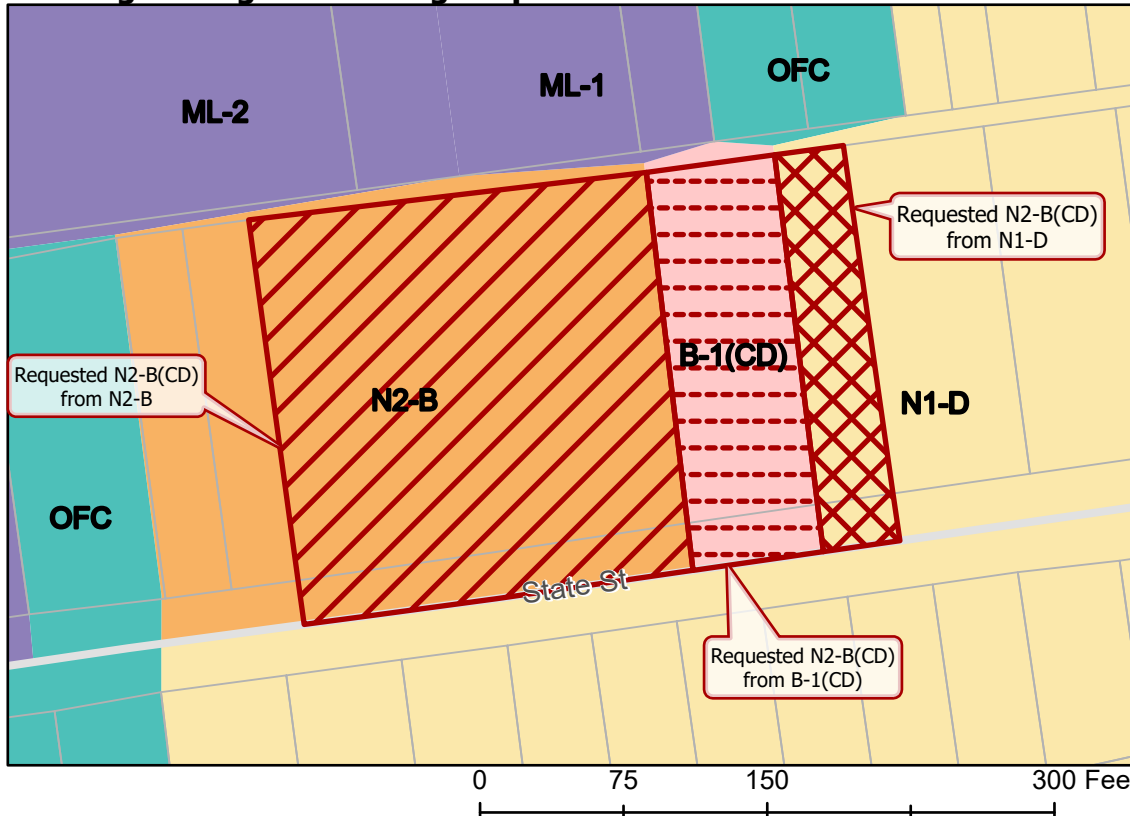 ML-2
ML-1
OFC
Requested N2-B(CD)
from N1-D
Requested N2-B(CD)
from N2-B
N2-B
B-1(CD)
N1-D
OFC
State St
Requested N2-B(CD)
from B-1(CD)
0 75 150 300 Fee